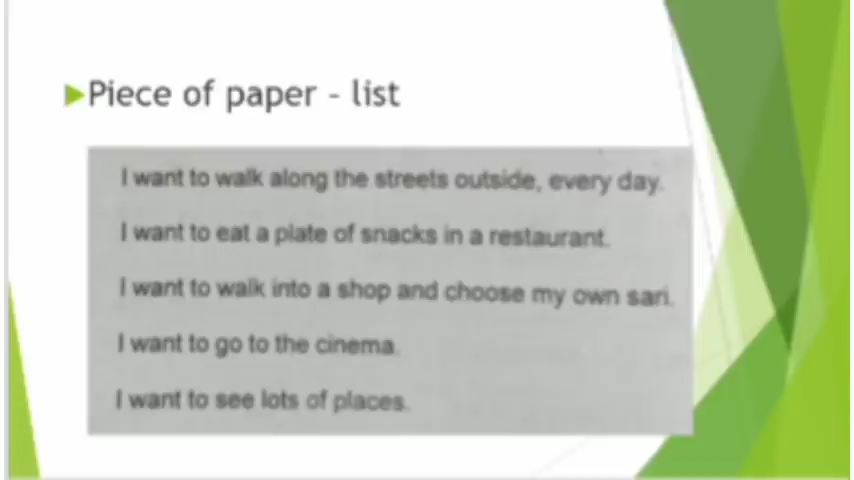 Piece of paper - list
I want to walk along the streets outside, every day.
I want to eat a plate of snacks in a restaurant.
I want to walk into a shop and choose my own sari.
I want to go to the cinema.
I want to see lots of places.